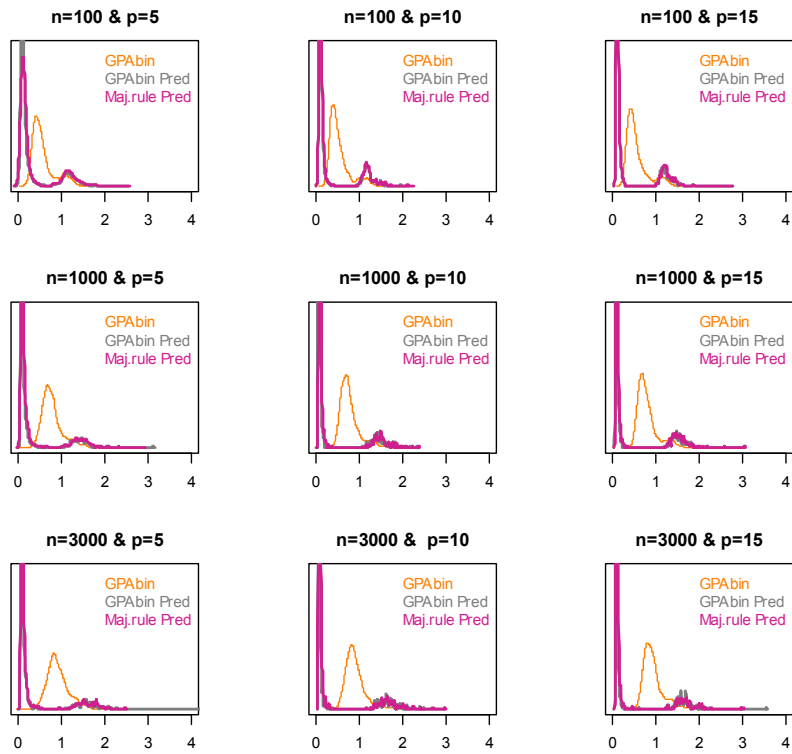 n=100 & p=5
GPAbin
GPAbin Pred
Maj.rule Pred
0 1 2 3 4
n=100 & p=10
GPAbin
GPAbin Pred
Maj.rule Pred
0 1 2 3 4
n=100 & p=15
GPAbin
GPAbin Pred
Maj.rule Pred
0 1 2 3 4
n=1000 & p=5
GPAbin
GPAbin Pred
Maj.rule Pred
0 1 2 3 4
n=1000 & p=10
GPAbin
GPAbin Pred
Maj.rule Pred
0 1 2 3 4
n=1000 & p=15
GPAbin
GPAbin Pred
Maj.rule Pred
0 1 2 3 4
n=3000 & p=5
GPAbin
GPAbin Pred
Maj.rule Pred
0 1 2 3 4
n=3000 & p=10
GPAbin
GPAbin Pred
Maj.rule Pred
0 1 2 3 4
n=3000 & p=15
GPAbin
GPAbin Pred
Maj.rule Pred
0 1 2 3 4